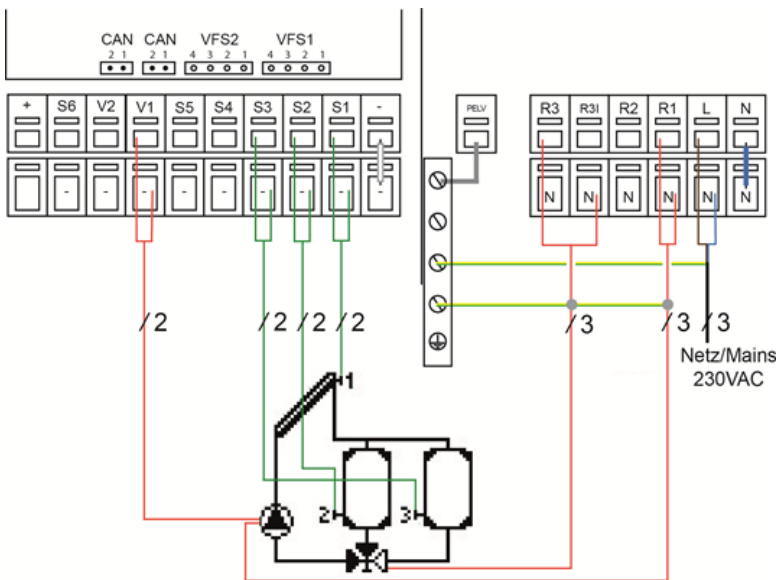 CAN CAN VFS2 VFS1
2 1 2 1 4 3 2 1 4 3 2 1
+ S6 V2 V1 S5 S4 S3 S2 S1 - PELV R3 R3I R2 R1 L N
- - - - - - - - - N N N N N
/2 /2 /2 /2 /3 /3 /3
Netz/Mains
230VAC
1
2 3